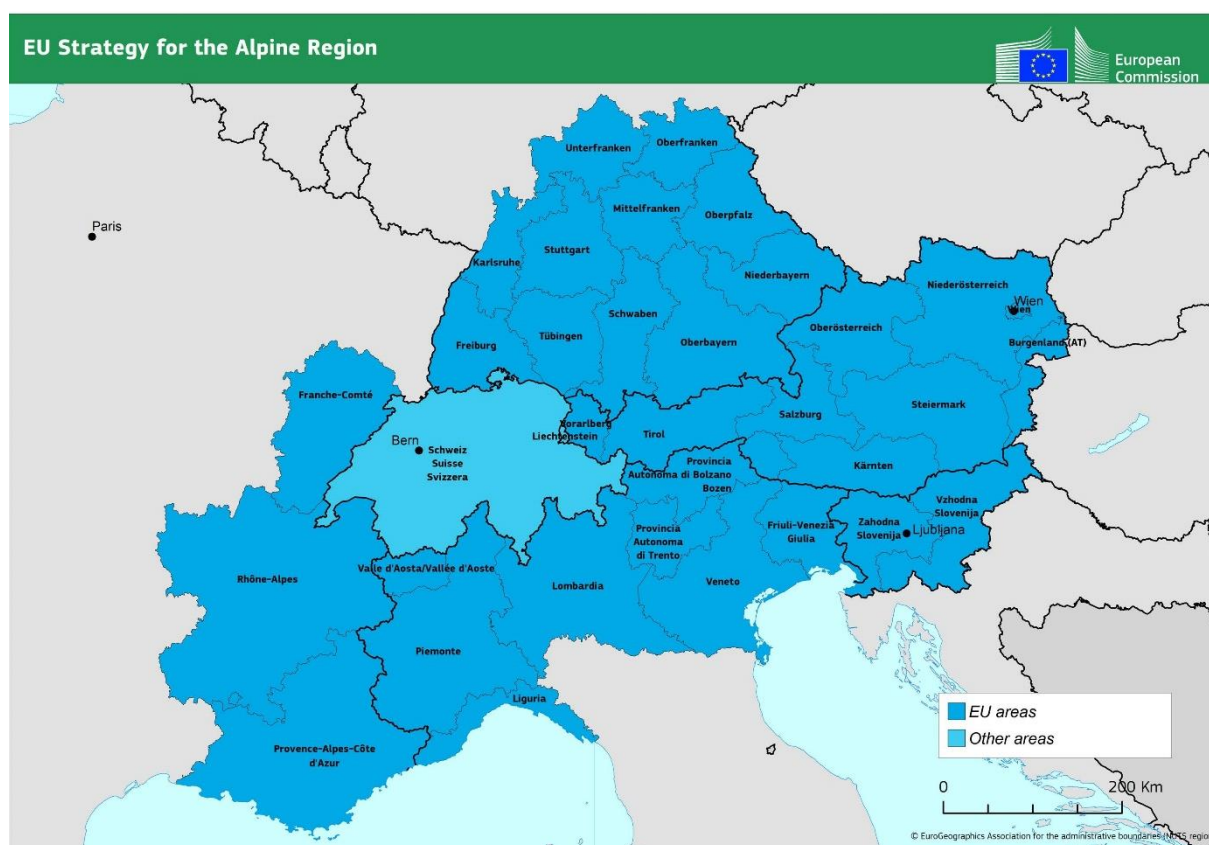 EU Strategy for the Alpine Region
European
Commission
Paris
Unterfranken
Oberfranken
Mittelfranken
Oberpfalz
Stuttgart
Karlsruhe
Niederbayern
Niederösterreich
Wien
Wien
Schwaben
Oberösterreich
Tübingen
Freiburg
Oberbayern
Burgenland (AT)
Franche-Comté
Salzburg
Steiermark
Vorarlberg
Liechtenstein
Tirol
Bern
Schweiz
Suisse
Svizzera
Kärnten
Provincia
Autonoma di Bolzano
Bozen
Vzhodna
Slovenija
Zahodna
Slovenija
Ljubljana
Friuli-Venezia
Giulia
Provincia
Autonoma
di Trento
Valle d'Aosta/Vallée d'Aoste
Rhône-Alpes
Lombardia
Veneto
Piemonte
Liguria
Provence-Alpes-Côte
d'Azur
EU areas
Other areas
0 200 Km
© EuroGeographics Association for the administrative boundaries (NUTS regio